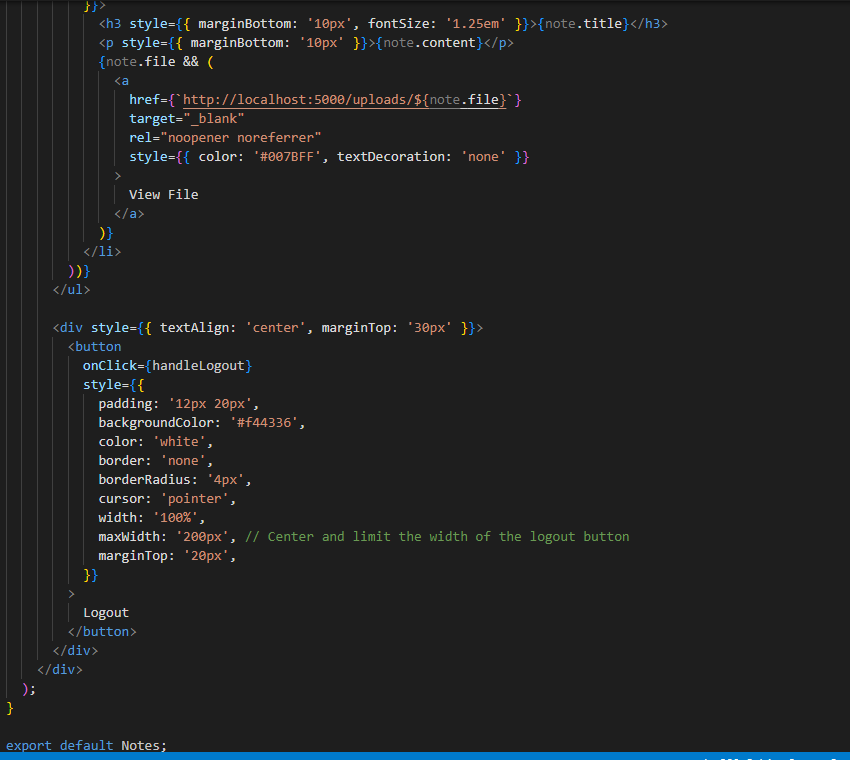 }}>
<h3 style={{ marginBottom: '10px', fontSize: '1.25em' }}>{note.title}</h3>
<p style={{ marginBottom: '10px' }}>{note.content}</p>
{note.file && (
<a
href={`http://localhost:5000/uploads/${note.file}`}
target="_blank"
rel="noopener noreferrer"
style={{ color: '#007BFF', textDecoration: 'none' }}
>
View File
</a>
)}
</li>
))}
</ul>
<div style={{ textAlign: 'center', marginTop: '30px' }}>
<button
onClick={handleLogout}
style={{
padding: '12px 20px',
backgroundColor: '#f44336',
color: 'white',
border: 'none',
borderRadius: '4px',
cursor: 'pointer',
width: '100%',
maxWidth: '200px', // Center and limit the width of the logout button
marginTop: '20px',
}}
>
Logout
</button>
</div>
</div>
);
}
export default Notes;